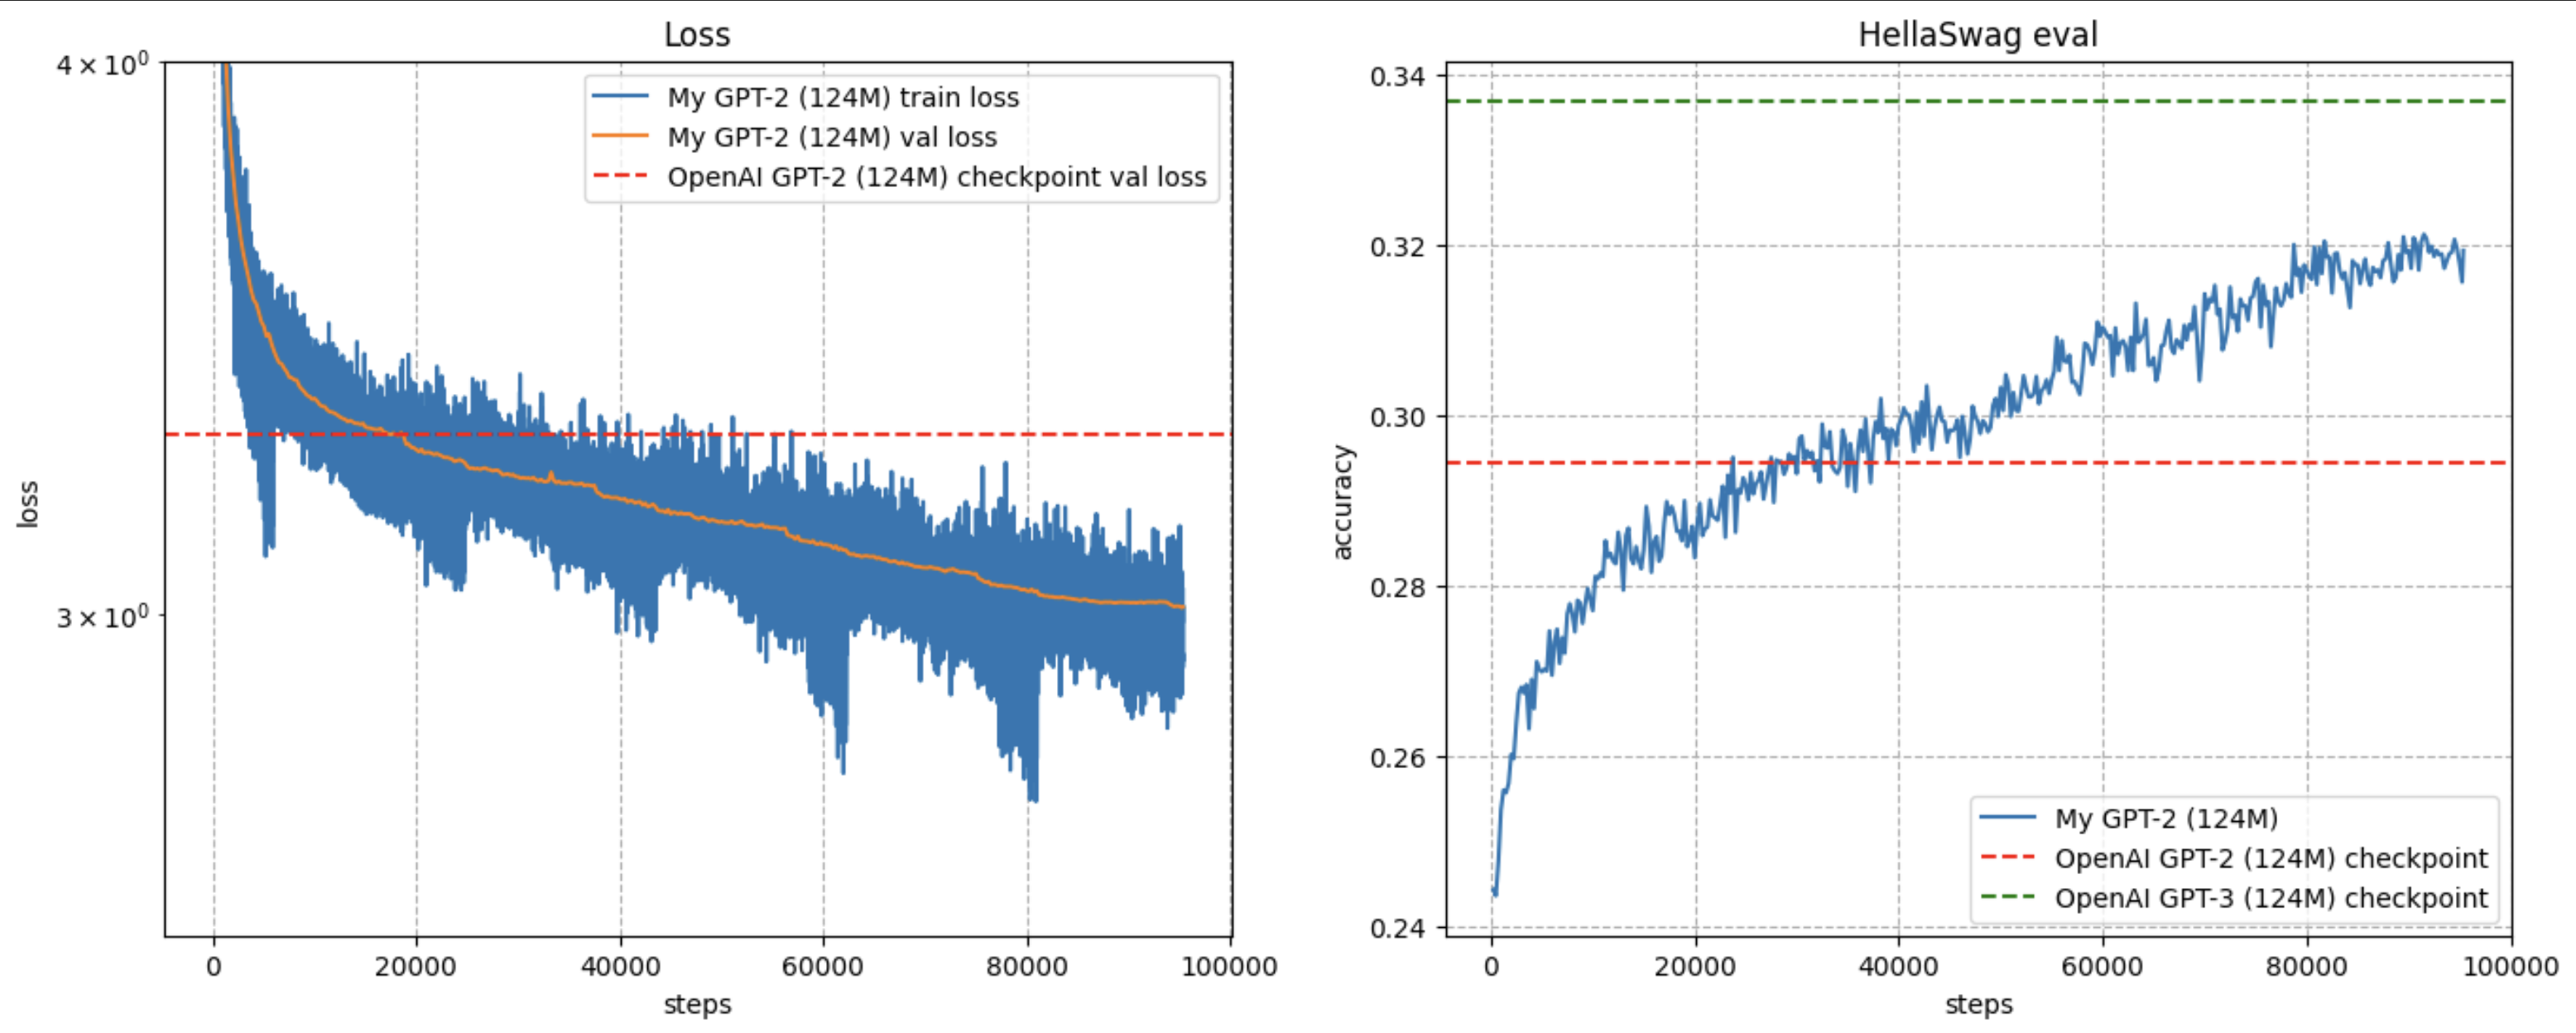 Loss
4 × 10⁰
3 × 10⁰
loss
My GPT-2 (124M) train loss
My GPT-2 (124M) val loss
OpenAI GPT-2 (124M) checkpoint val loss
0 20000 40000 60000 80000 100000
steps
HellaSwag eval
0.34
0.32
0.30
0.28
0.26
0.24
accuracy
My GPT-2 (124M)
OpenAI GPT-2 (124M) checkpoint
OpenAI GPT-3 (124M) checkpoint
0 20000 40000 60000 80000 100000
steps